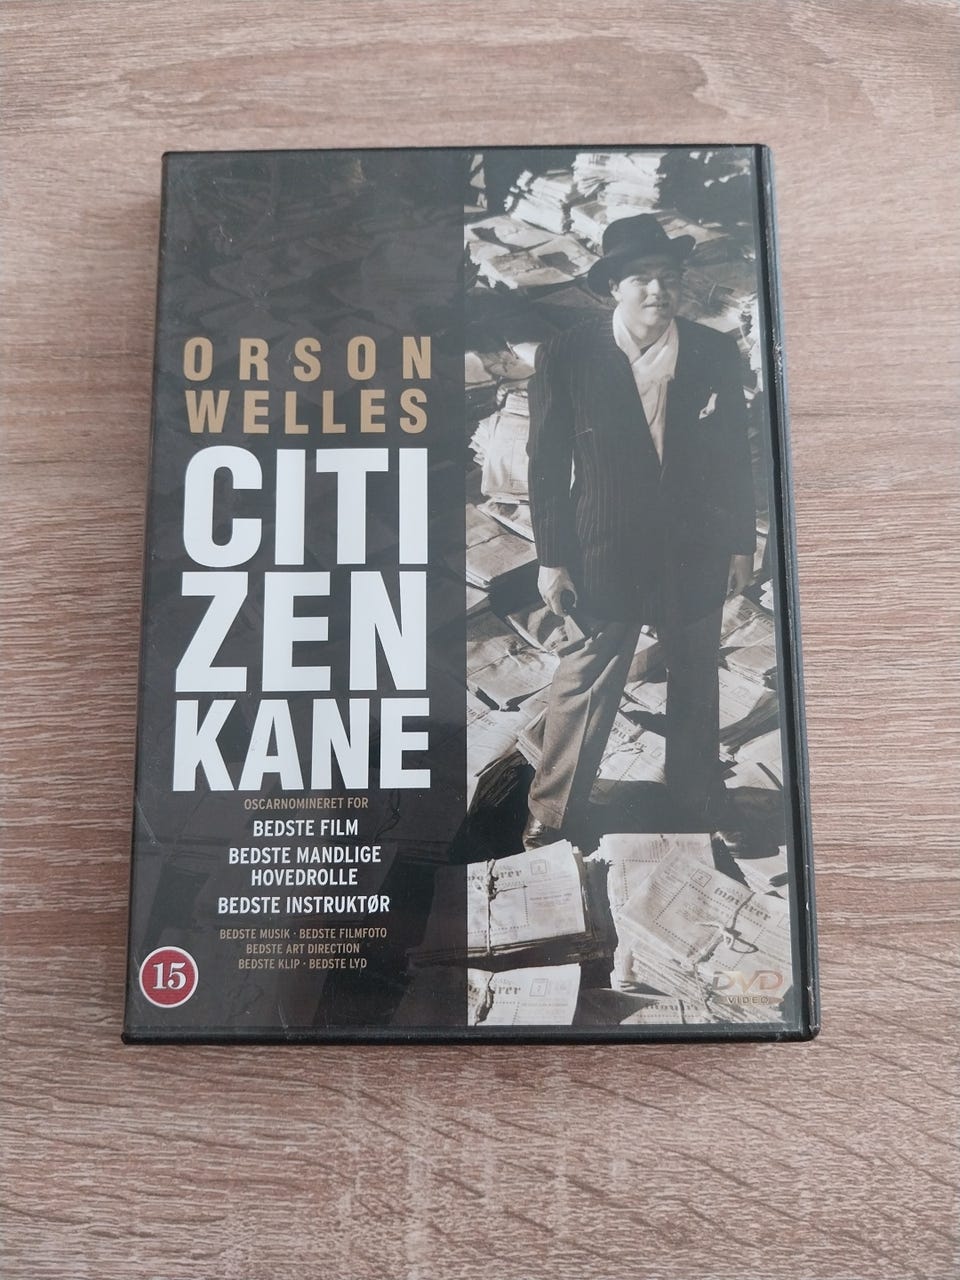 ORSON
WELLES
CITI
ZEN
KANE
OSCARNOMINERET FOR
BEDSTE FILM
BEDSTE MANDLIGE
HOVEDROLLE
BEDSTE INSTRUKTØR
BEDSTE MUSIK · BEDSTE FILMFOTO
BEDSTE ART DIRECTION
BEDSTE KLIP · BEDSTE LYD
15
DVD
VIDEO